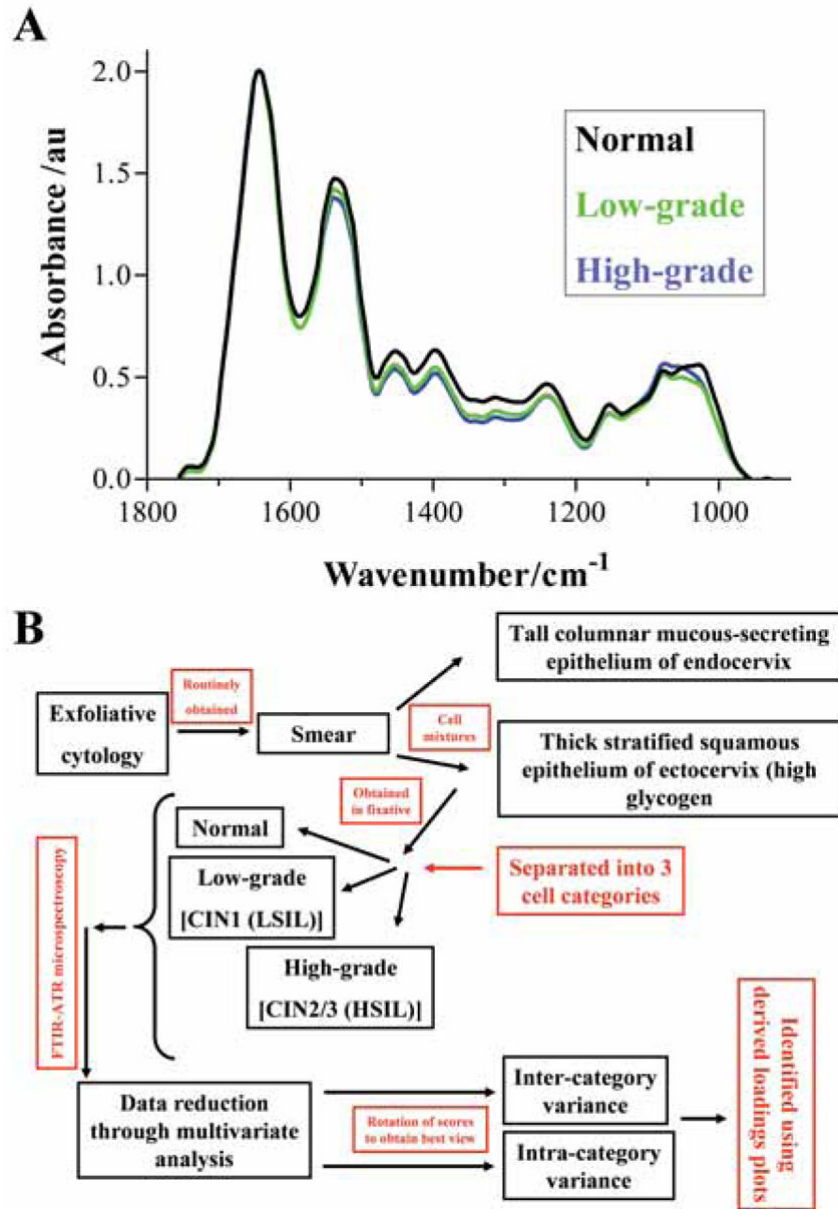 A
Absorbance /au
2.0
1.5
1.0
0.5
0.0
Normal
Low-grade
High-grade
1800
1600
1400
1200
1000
Wavenumber/cm⁻¹
B
Exfoliative
cytology
Routinely
obtained
Smear
Cell
mixtures
Tall columnar mucous-secreting
epithelium of endocervix
Thick stratified squamous
epithelium of ectocervix (high
glycogen
Obtained
in fixative
Normal
Low-grade
[CIN1 (LSIL)]
High-grade
[CIN2/3 (HSIL)]
Separated into 3
cell categories
FTIR-ATR microspectroscopy
Data reduction
through multivariate
analysis
Rotation of scores
to obtain best view
Inter-category
variance
Intra-category
variance
Identified using
derived loadings plots